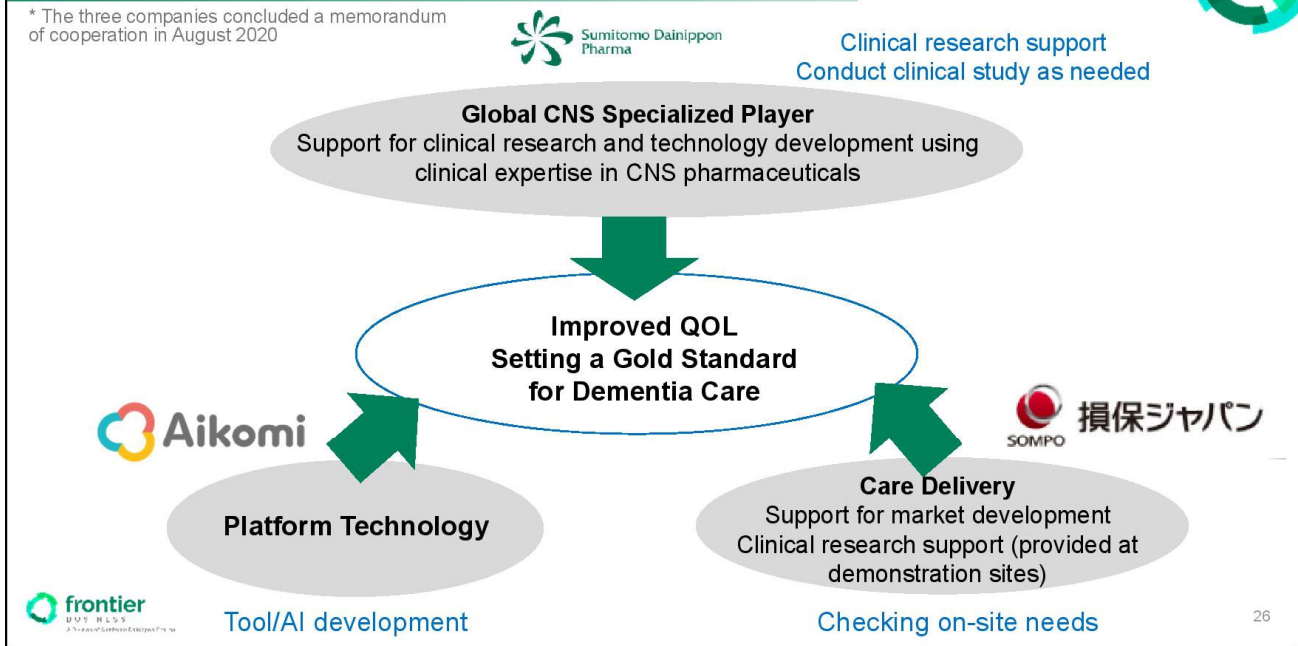 * The three companies concluded a memorandum
of cooperation in August 2020
Sumitomo Dainippon
Pharma
Clinical research support
Conduct clinical study as needed
Global CNS Specialized Player
Support for clinical research and technology development using
clinical expertise in CNS pharmaceuticals
Improved QOL
Setting a Gold Standard
for Dementia Care
Aikomi
SOMPO
損保ジャパン
Platform Technology
Care Delivery
Support for market development
Clinical research support (provided at
demonstration sites)
frontier
BUSINESS
Tool/AI development
Checking on-site needs
26